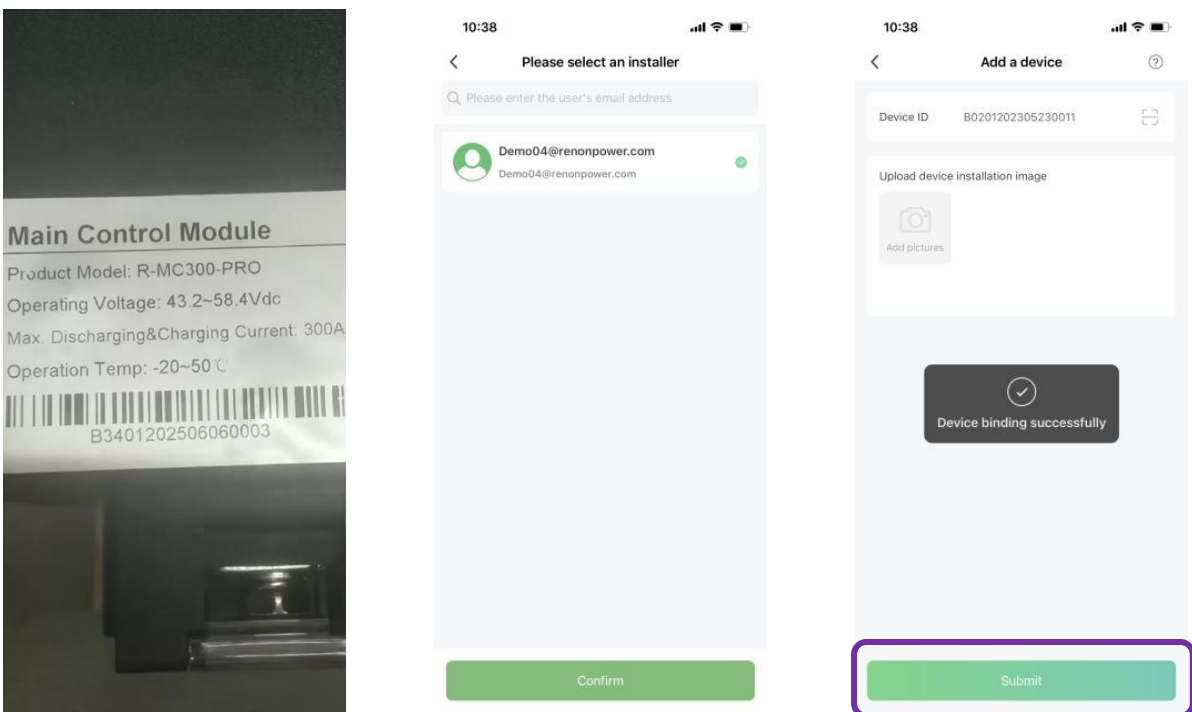 Main Control Module
Product Model: R-MC300-PRO
Operating Voltage: 43.2~58.4Vdc
Max. Discharging&Charging Current: 300A
Operation Temp: -20~50℃
B3401202506060003
10:38
Please select an installer
Please enter the user's email address
Demo04@renonpower.com
Demo04@renonpower.com
Confirm
10:38
Add a device
?
Device ID B0201202305230011
Upload device installation image
Add pictures
Device binding successfully
Submit